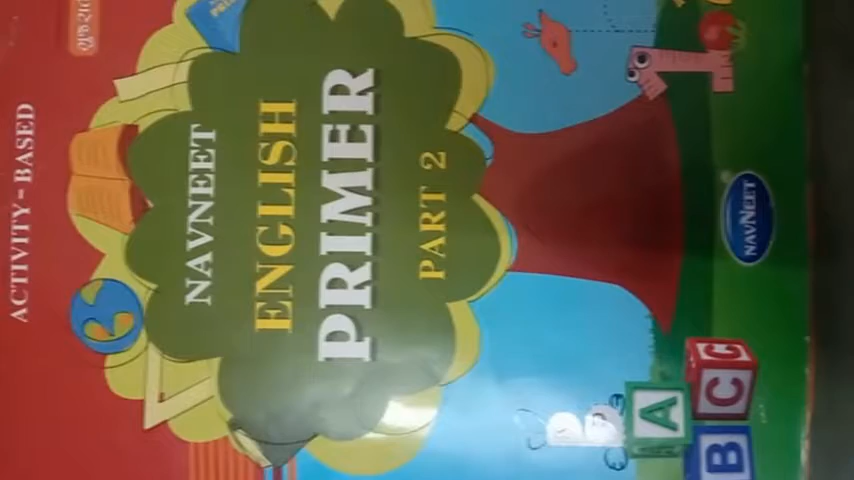 ACTIVITY-BASED
NAVNEET
ENGLISH
PRIMER
PART 2
NAVNEET
A
B
C
C